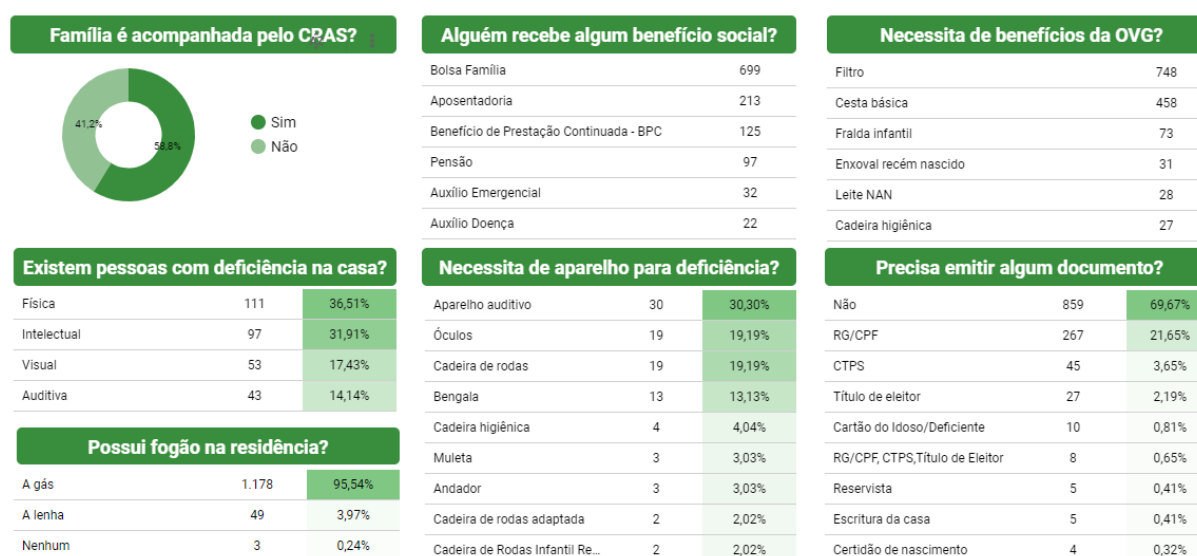 Família é acompanhada pelo CRAS?
41,2%
58,8%
Sim
Não
Alguém recebe algum benefício social?
Bolsa Família 699
Aposentadoria 213
Benefício de Prestação Continuada - BPC 125
Pensão 97
Auxílio Emergencial 32
Auxílio Doença 22
Necessita de benefícios da OVG?
Filtro 748
Cesta básica 458
Fralda infantil 73
Enxoval recém nascido 31
Leite NAN 28
Cadeira higiênica 27
Existem pessoas com deficiência na casa?
Física 111 36,51%
Intelectual 97 31,91%
Visual 53 17,43%
Auditiva 43 14,14%
Possui fogão na residência?
A gás 1.178 95,54%
A lenha 49 3,97%
Nenhum 3 0,24%
Necessita de aparelho para deficiência?
Aparelho auditivo 30 30,30%
Óculos 19 19,19%
Cadeira de rodas 19 19,19%
Bengala 13 13,13%
Cadeira higiênica 4 4,04%
Muleta 3 3,03%
Andador 3 3,03%
Cadeira de rodas adaptada 2 2,02%
Cadeira de Rodas Infantil Re... 2 2,02%
Precisa emitir algum documento?
Não 859 69,67%
RG/CPF 267 21,65%
CTPS 45 3,65%
Título de eleitor 27 2,19%
Cartão do Idoso/Deficiente 10 0,81%
RG/CPF, CTPS,Título de Eleitor 8 0,65%
Reservista 5 0,41%
Escritura da casa 5 0,41%
Certidão de nascimento 4 0,32%